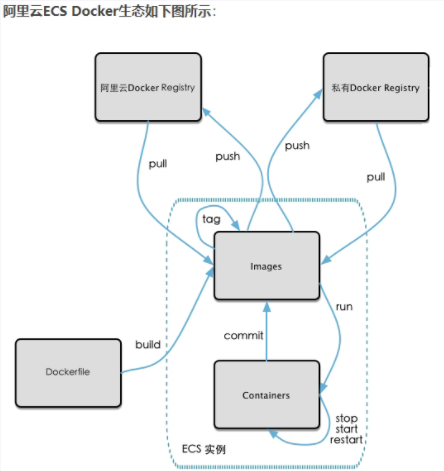 阿里云ECS Docker生态如下图所示:
阿里云Docker Registry
私有Docker Registry
pull
push
push
pull
tag
Images
run
commit
build
Dockerfile
Containers
stop
start
restart
ECS 实例